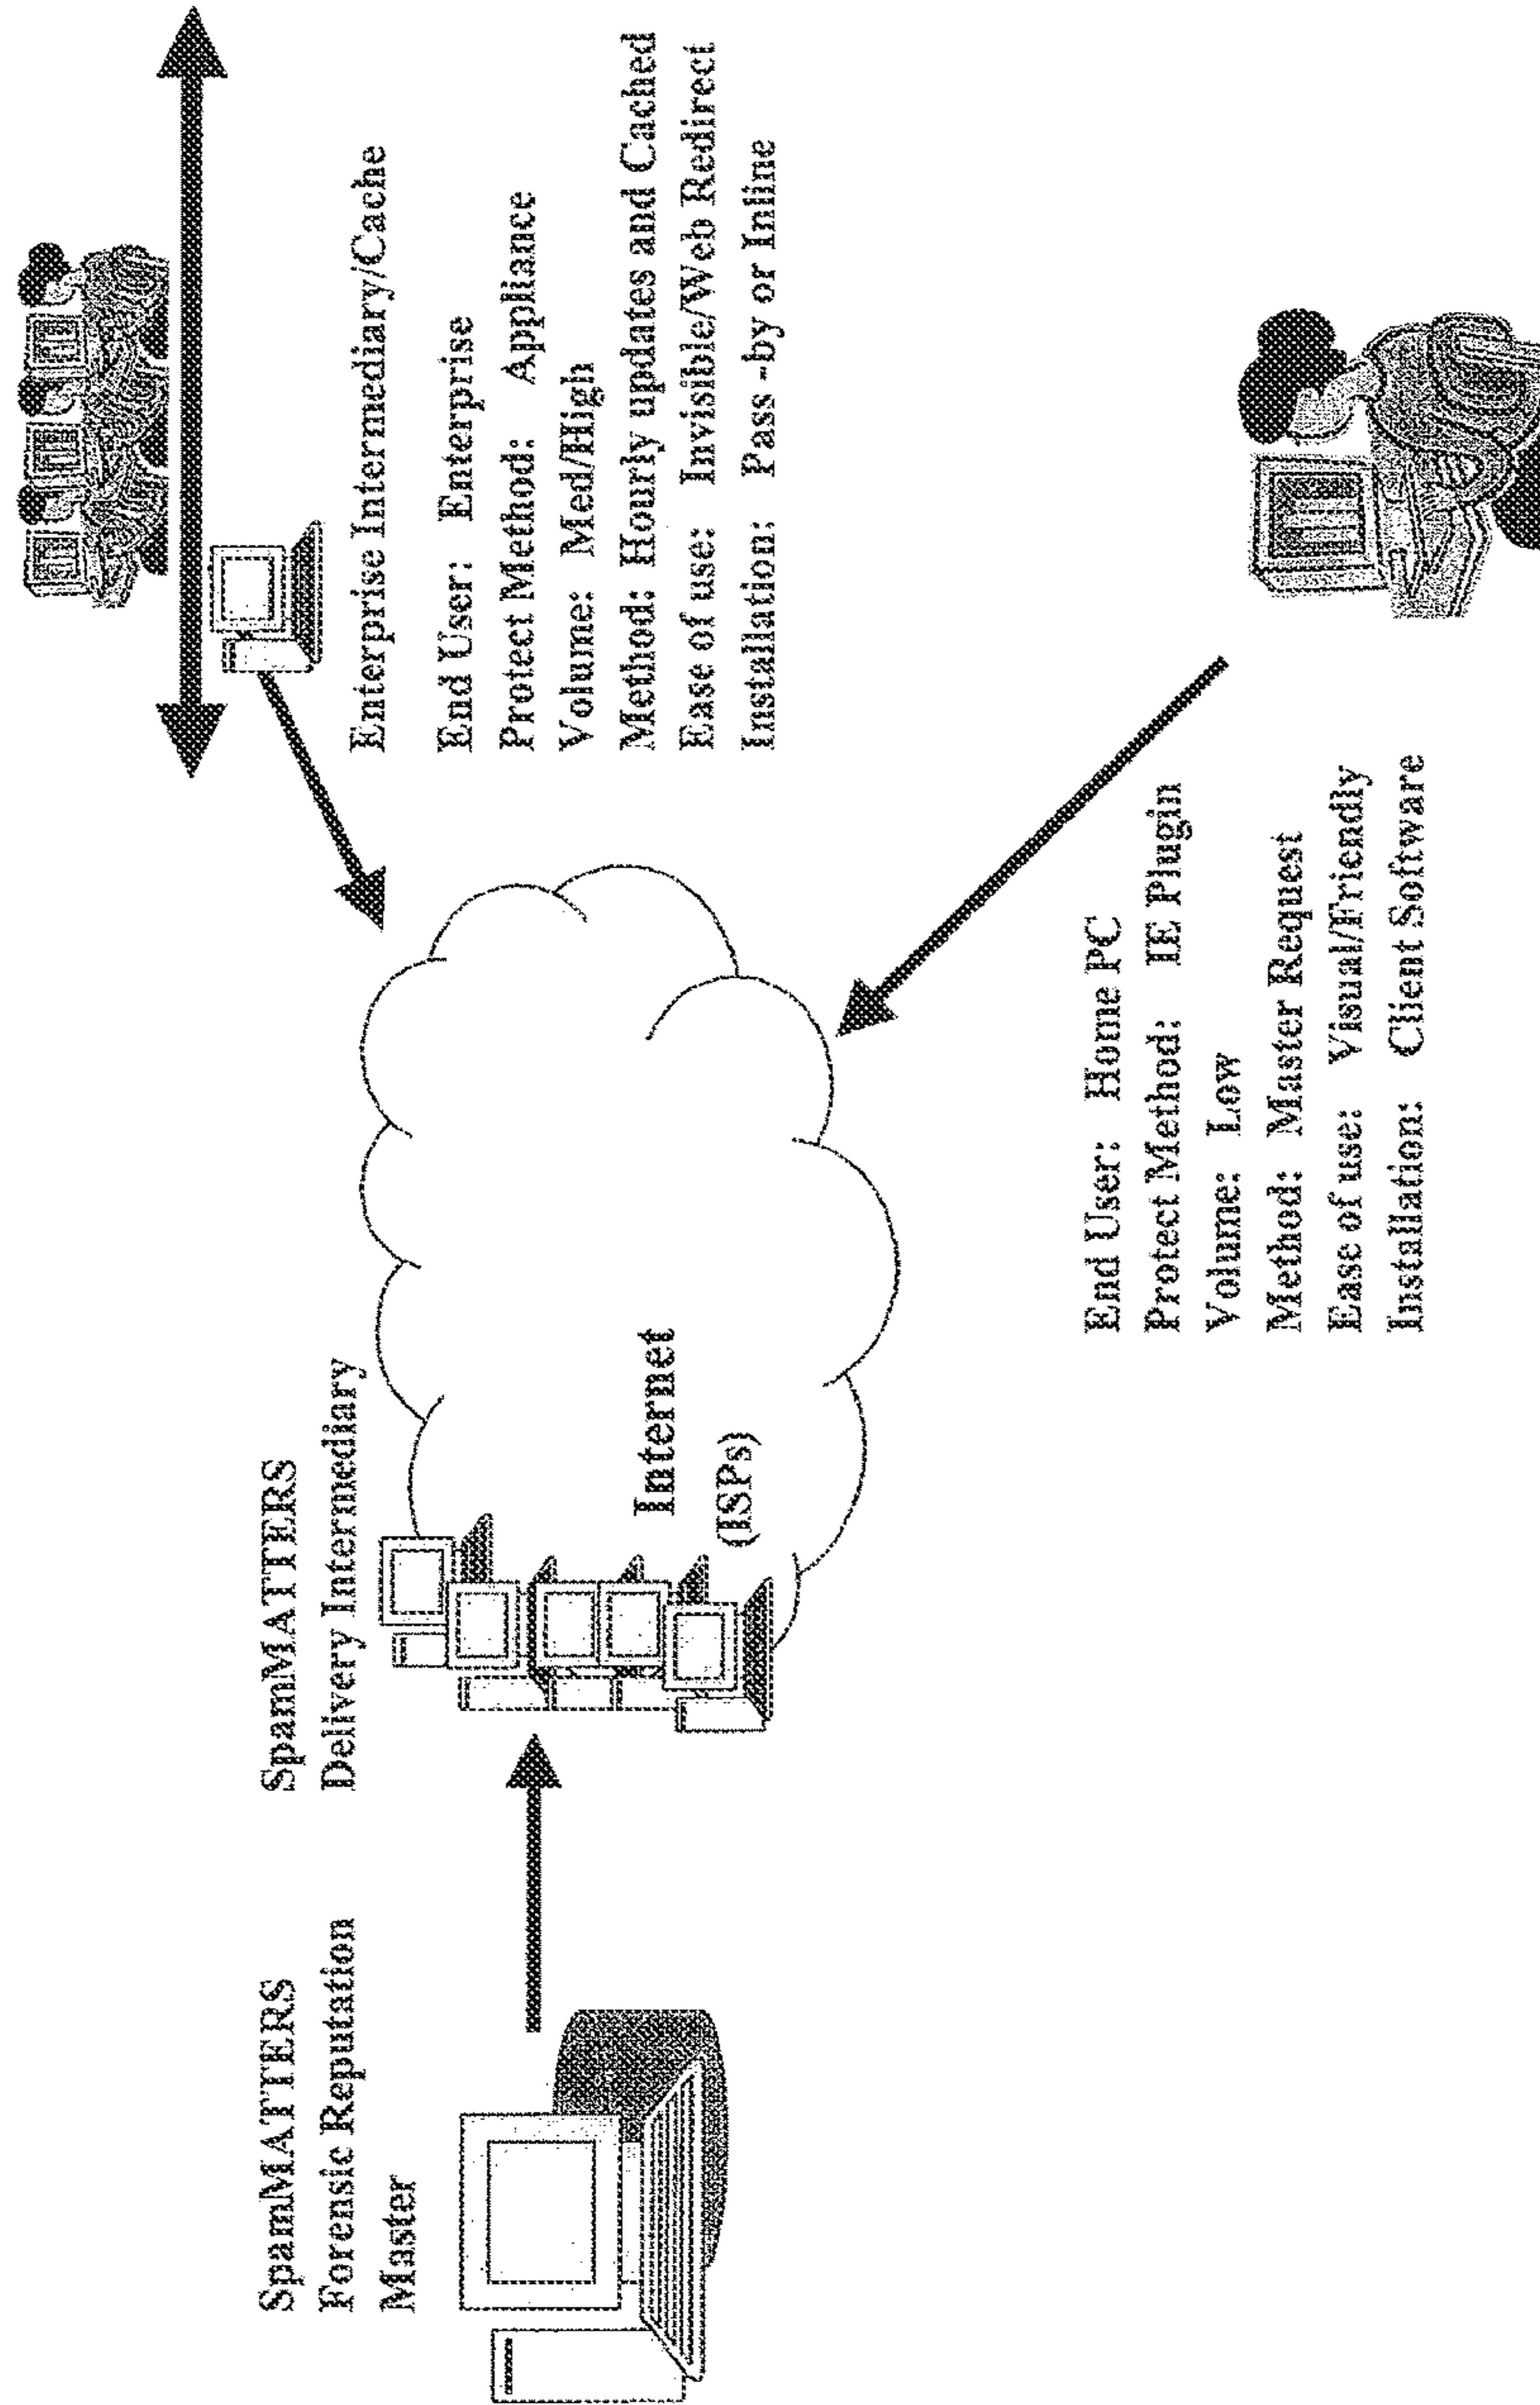 SpamMATTERS
Forensic Reputation
Master
SpamMATTERS
Delivery Intermediary
Internet
(ISPs)
Enterprise Intermediary/Cache
End User: Enterprise
Protect Method: Appliance
Volume: Med/High
Method: Hourly updates and Cached
Ease of use: Invisible/Web Redirect
Installation: Pass -by or Inline
End User: Home PC
Protect Method: IE Plugin
Volume: Low
Method: Master Request
Ease of use: Visual/Friendly
Installation: Client Software